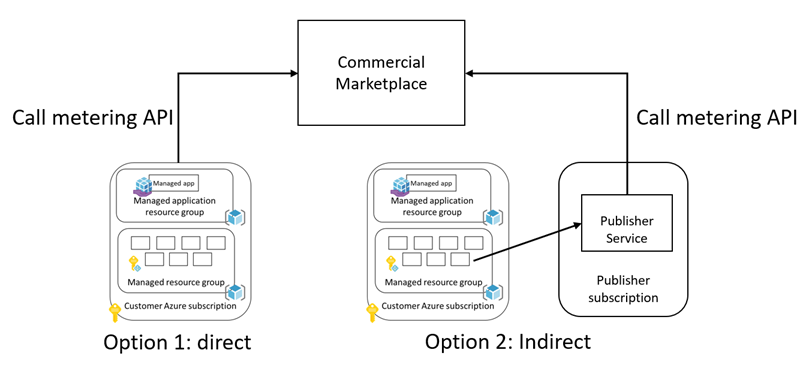 Commercial
Marketplace
Call metering API
Call metering API
Managed app
Managed application
resource group
Managed resource group
Customer Azure subscription
Option 1: direct
Managed app
Managed application
resource group
Managed resource group
Customer Azure subscription
Option 2: Indirect
Publisher
Service
Publisher
subscription